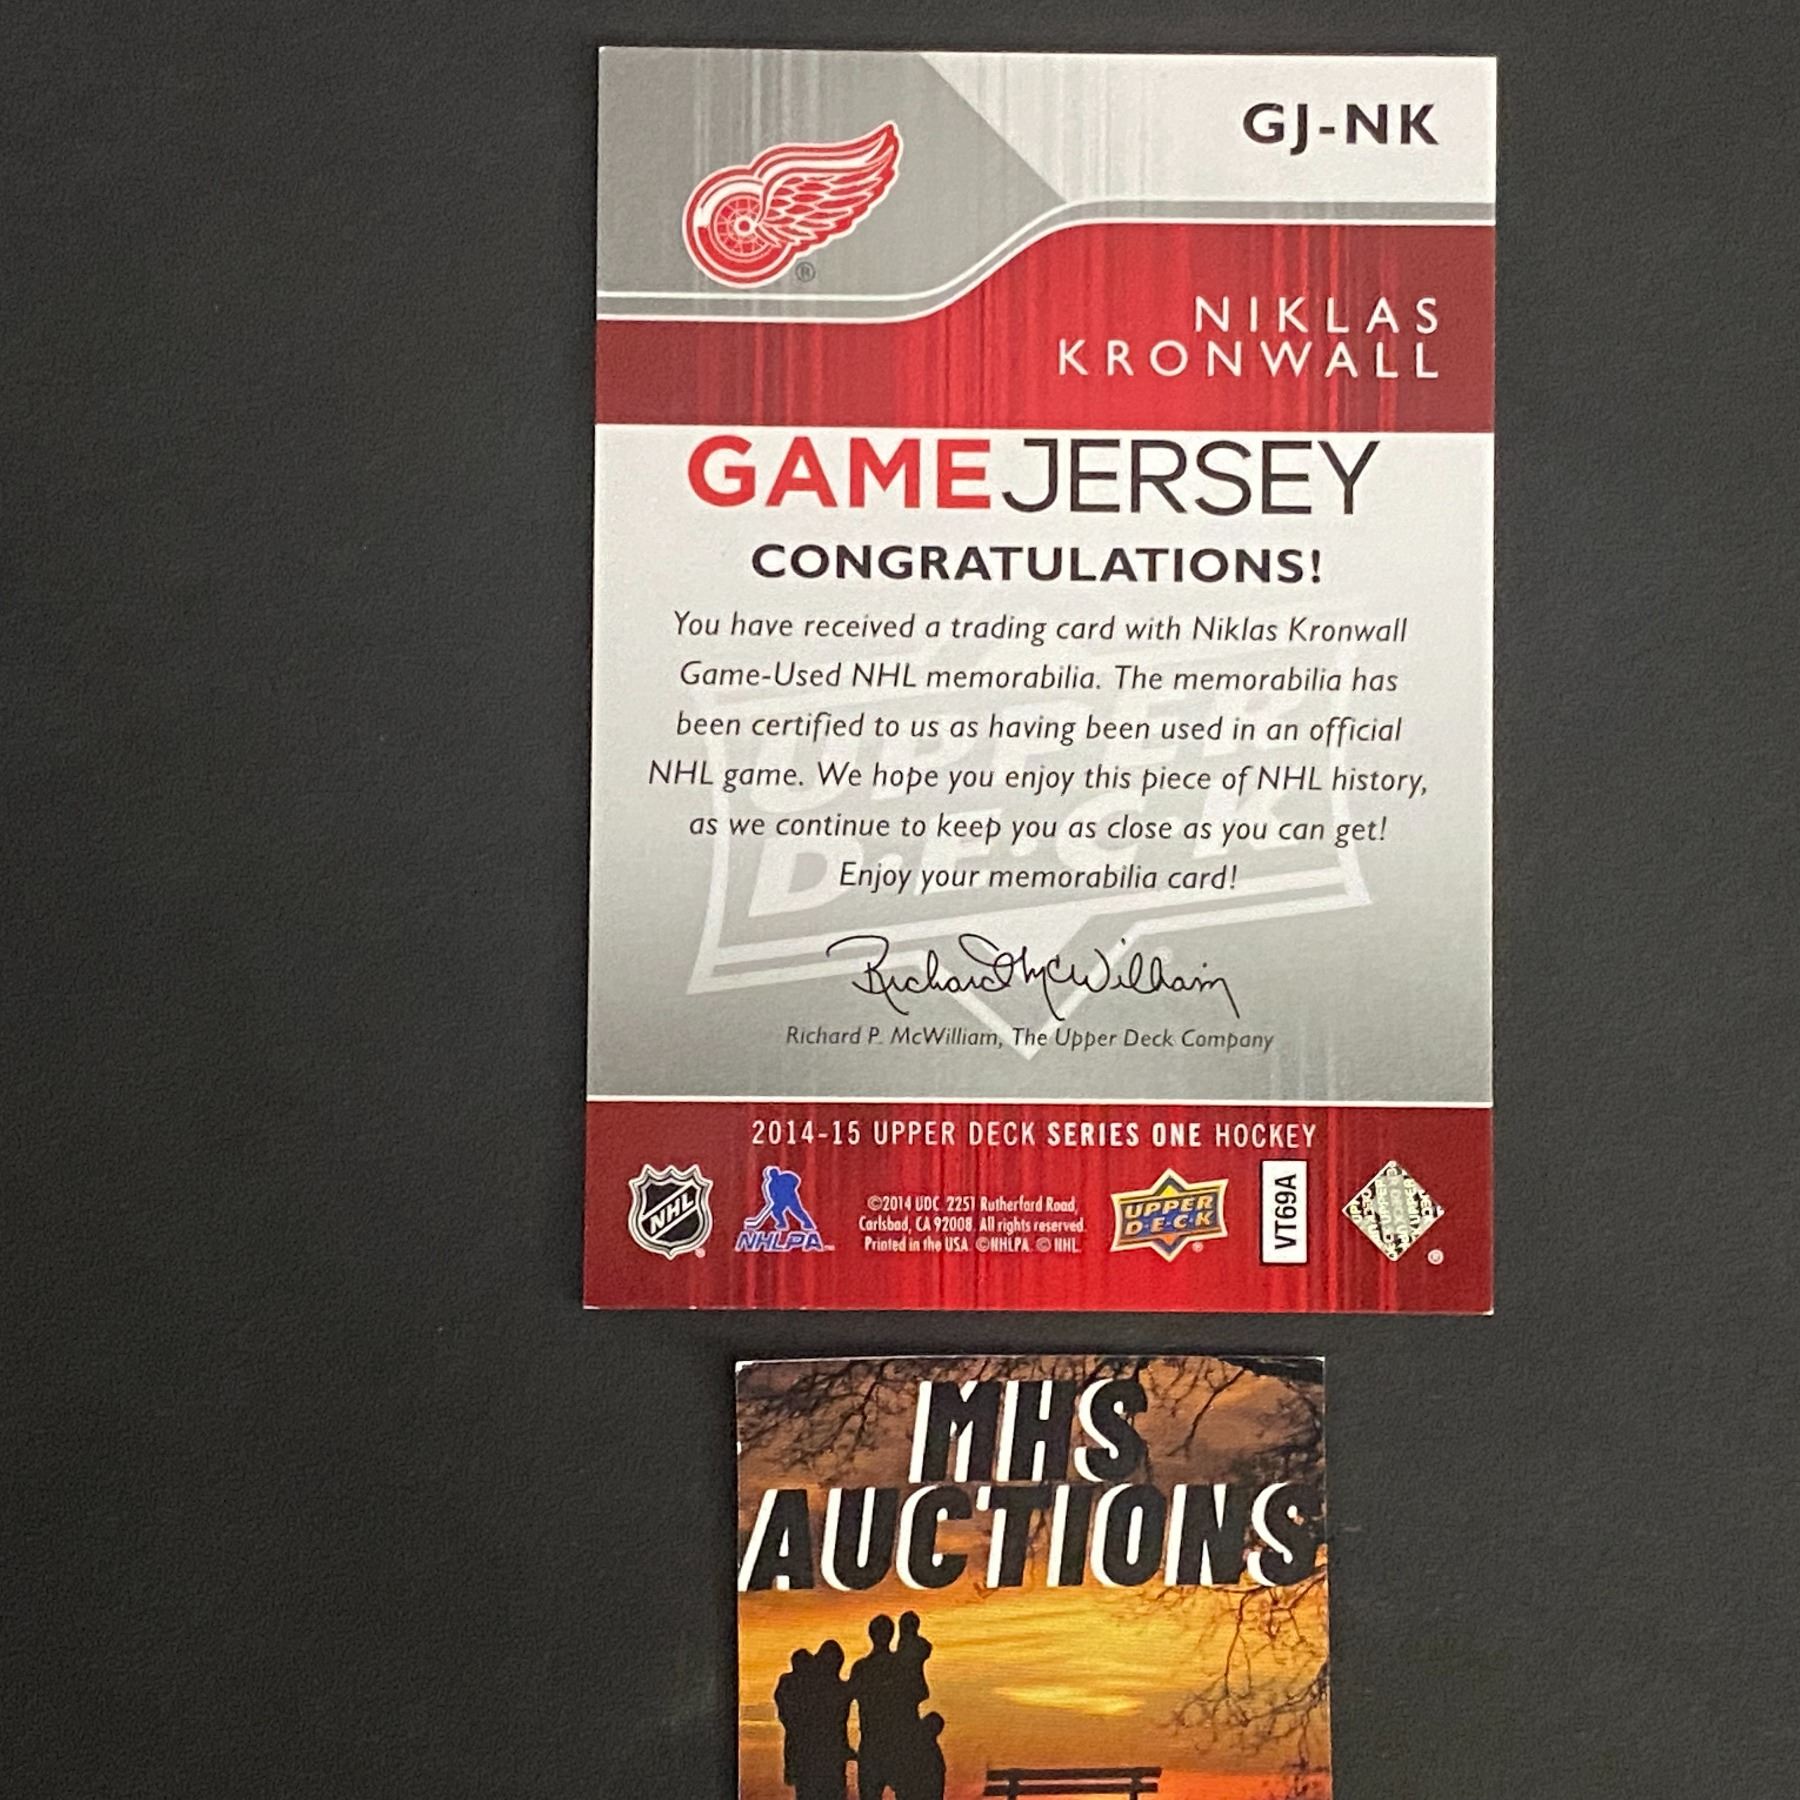 GJ-NK
®
NIKLAS
KRONWALL
GAMEJERSEY
CONGRATULATIONS!
You have received a trading card with Niklas Kronwall
Game-Used NHL memorabilia. The memorabilia has
been certified to us as having been used in an official
NHL game. We hope you enjoy this piece of NHL history,
as we continue to keep you as close as you can get!
Enjoy your memorabilia card!
UPPER
D·E·C·K
Richard McWilliam
Richard P. McWilliam, The Upper Deck Company
2014-15 UPPER DECK SERIES ONE HOCKEY
NHL
NHLPA
©2014 UDC. 2251 Rutherford Road,
Carlsbad, CA 92008. All rights reserved.
Printed in the USA. ©NHLPA. © NHL.
UPPER
D·E·C·K
VT69A
MHS
AUCTIONS